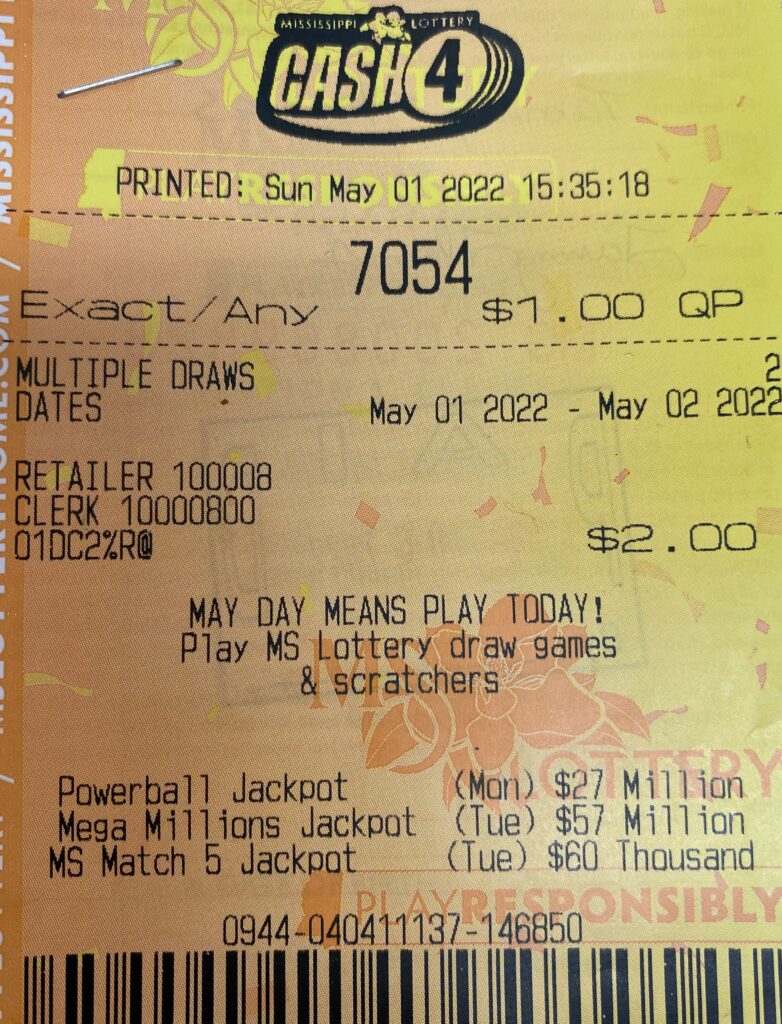 MISSISSIPPI LOTTERY
CASH 4
PRINTED: Sun May 01 2022 15:35:18
7054
Exact/Any $1.00 QP
MULTIPLE DRAWS 2
DATES May 01 2022 - May 02 2022
RETAILER 100008
CLERK 10000800
01DC2%R@ $2.00
MAY DAY MEANS PLAY TODAY!
Play MS Lottery draw games
& scratchers
MS
LOTTERY
Powerball Jackpot (Mon) $27 Million
Mega Millions Jackpot (Tue) $57 Million
MS Match 5 Jackpot (Tue) $60 Thousand
PLAY RESPONSIBLY
0944-040411137-146850